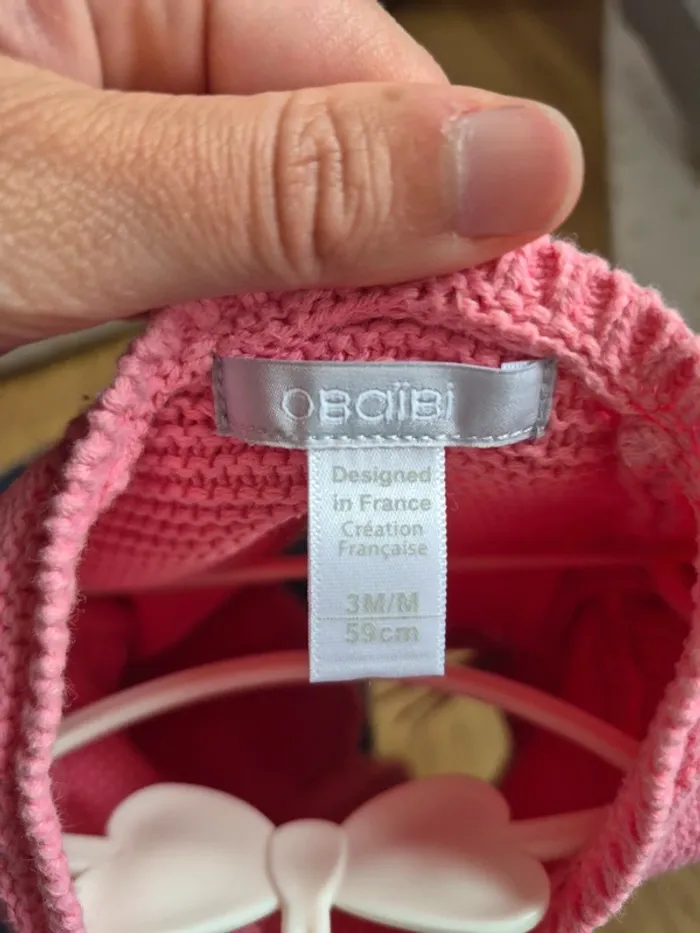 OBaïBi
Designed
in France
Création
Française
3M/M
59cm